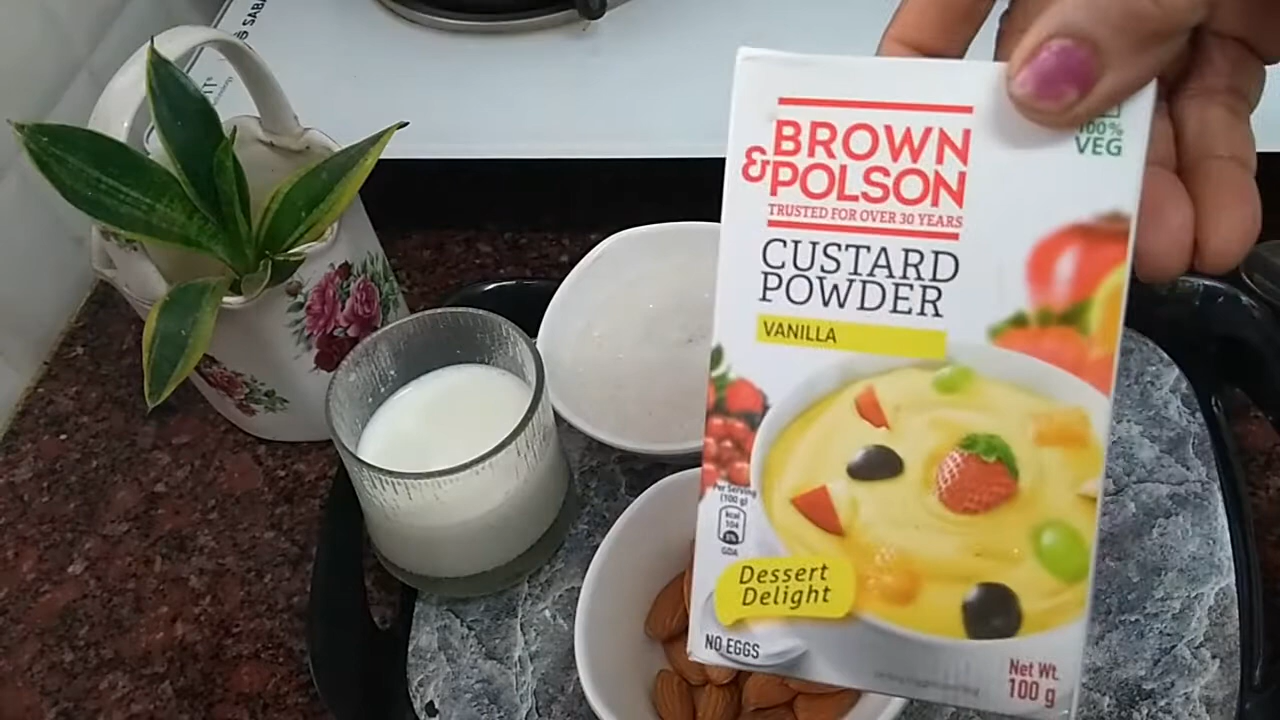 SABA
BROWN
& POLSON
TRUSTED FOR OVER 30 YEARS
CUSTARD
POWDER
VANILLA
100%
VEG
Per Serving
(100 g)
kcal
104
GDA
Dessert
Delight
NO EGGS
Net Wt.
100 g